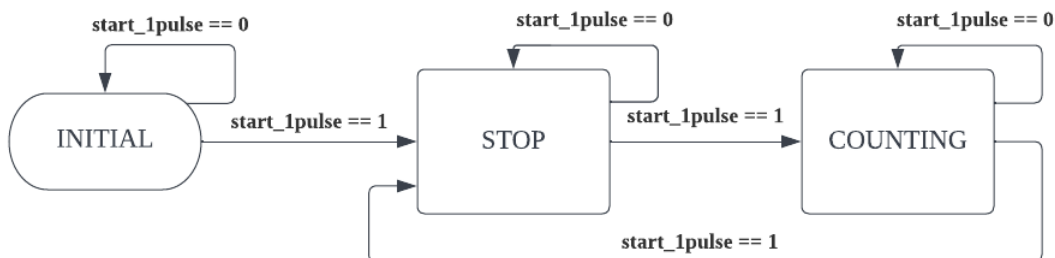 start_1pulse == 0
start_1pulse == 0
start_1pulse == 0
INITIAL
start_1pulse == 1
STOP
start_1pulse == 1
COUNTING
start_1pulse == 1